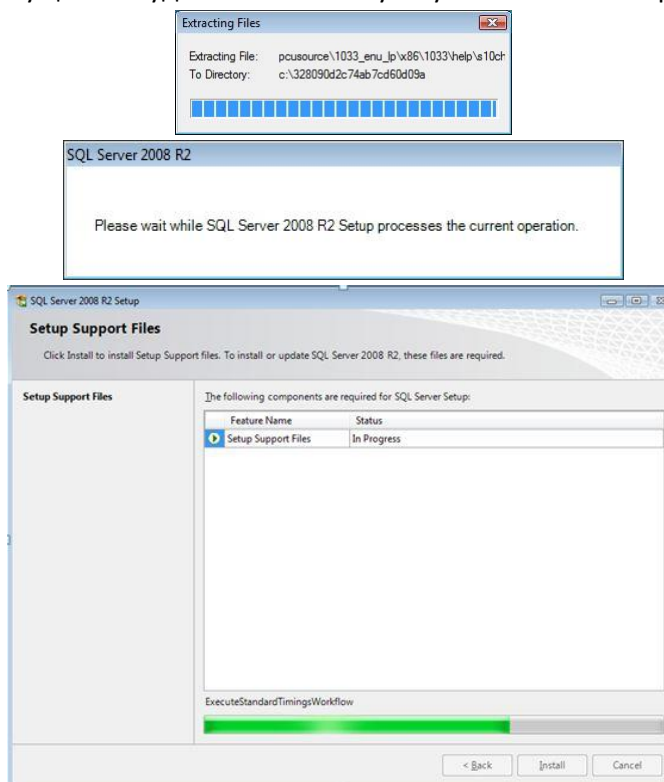 Extracting Files
Extracting File: pcusource\1033_enu_lp\x86\1033\help\s10ch
To Directory: c:\328090d2c74ab7cd60d09a
SQL Server 2008 R2
Please wait while SQL Server 2008 R2 Setup processes the current operation.
SQL Server 2008 R2 Setup
Setup Support Files
Click Install to install Setup Support files. To install or update SQL Server 2008 R2, these files are required.
Setup Support Files
The following components are required for SQL Server Setup:
Feature Name Status
Setup Support Files In Progress
ExecuteStandardTimingsWorkflow
< Back Install Cancel